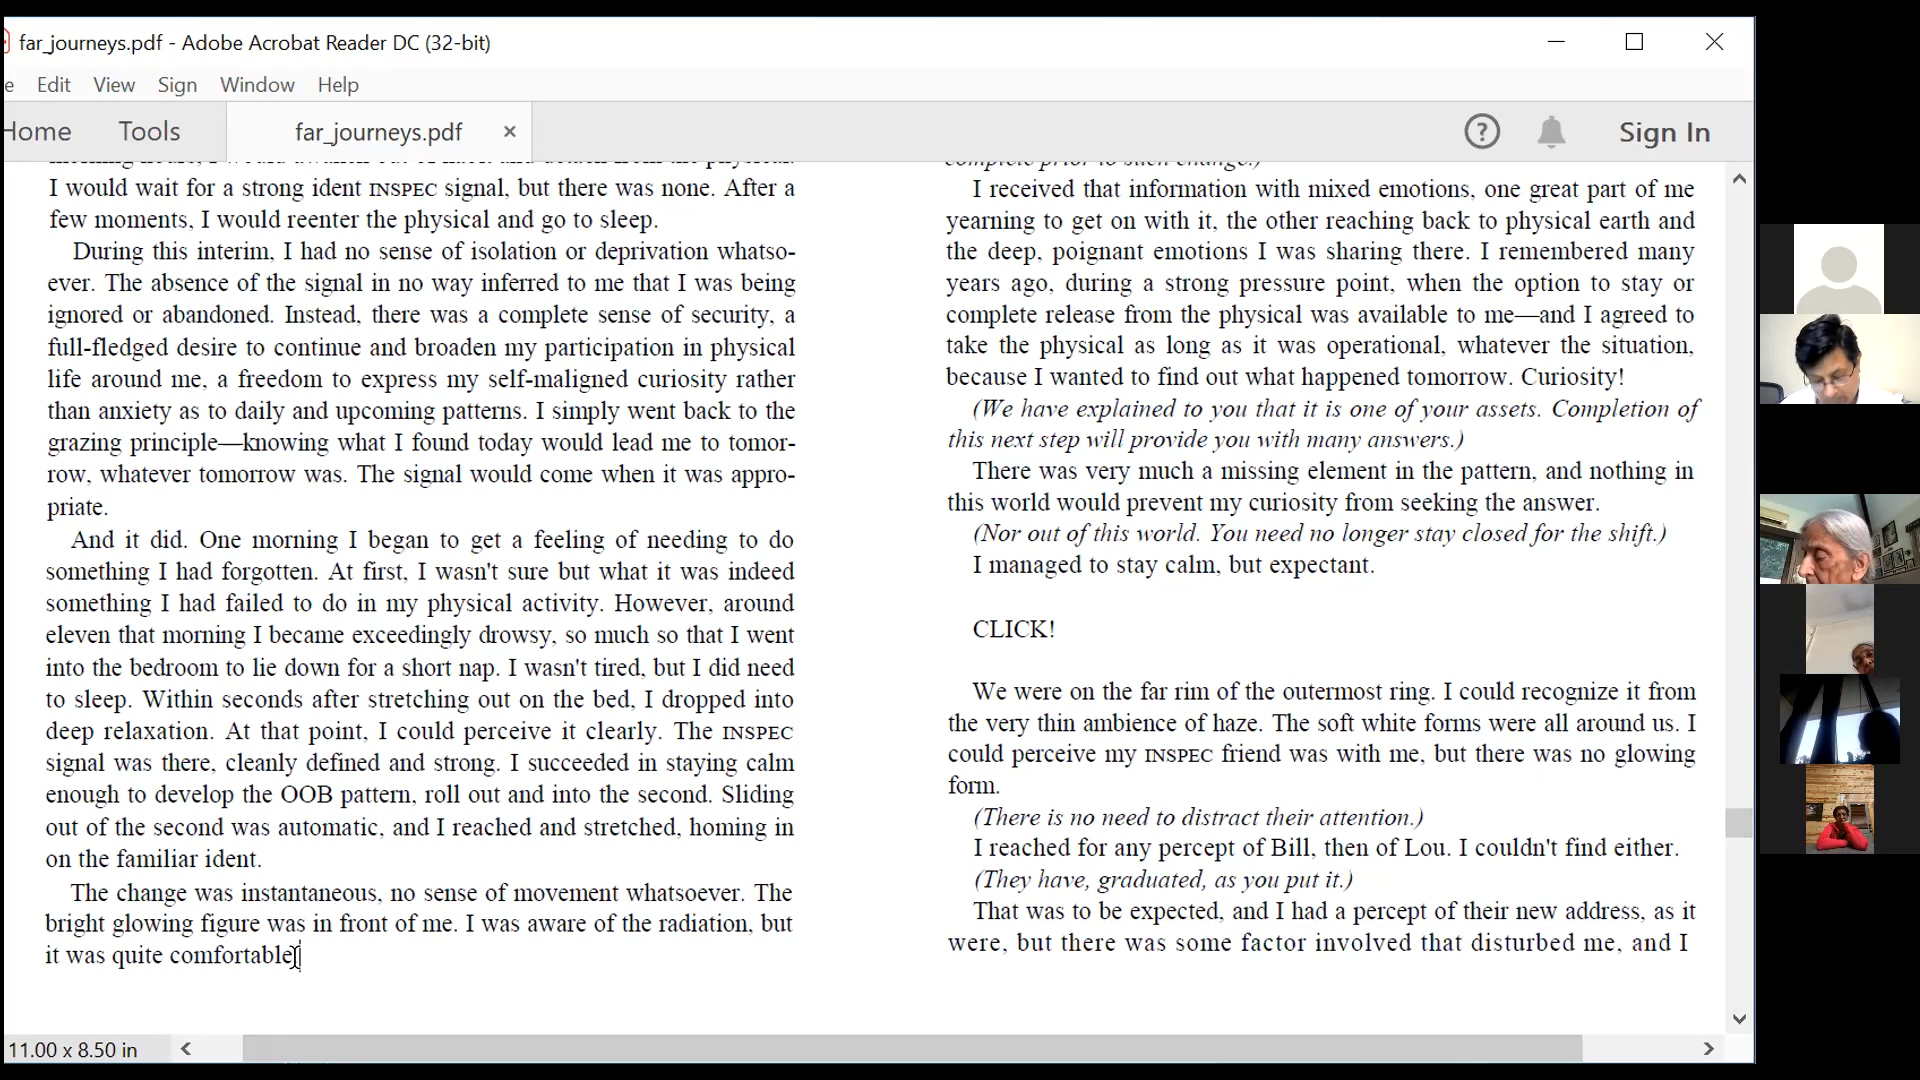 far_journeys.pdf - Adobe Acrobat Reader DC (32-bit)
e Edit View Sign Window Help
Home Tools far_journeys.pdf × ? Sign In
I would wait for a strong ident INSPEC signal, but there was none. After a
few moments, I would reenter the physical and go to sleep.
During this interim, I had no sense of isolation or deprivation whatso-
ever. The absence of the signal in no way inferred to me that I was being
ignored or abandoned. Instead, there was a complete sense of security, a
full-fledged desire to continue and broaden my participation in physical
life around me, a freedom to express my self-maligned curiosity rather
than anxiety as to daily and upcoming patterns. I simply went back to the
grazing principle—knowing what I found today would lead me to tomor-
row, whatever tomorrow was. The signal would come when it was appro-
priate.
And it did. One morning I began to get a feeling of needing to do
something I had forgotten. At first, I wasn't sure but what it was indeed
something I had failed to do in my physical activity. However, around
eleven that morning I became exceedingly drowsy, so much so that I went
into the bedroom to lie down for a short nap. I wasn't tired, but I did need
to sleep. Within seconds after stretching out on the bed, I dropped into
deep relaxation. At that point, I could perceive it clearly. The INSPEC
signal was there, cleanly defined and strong. I succeeded in staying calm
enough to develop the OOB pattern, roll out and into the second. Sliding
out of the second was automatic, and I reached and stretched, homing in
on the familiar ident.
The change was instantaneous, no sense of movement whatsoever. The
bright glowing figure was in front of me. I was aware of the radiation, but
it was quite comfortable
complete prior to such change.)
I received that information with mixed emotions, one great part of me
yearning to get on with it, the other reaching back to physical earth and
the deep, poignant emotions I was sharing there. I remembered many
years ago, during a strong pressure point, when the option to stay or
complete release from the physical was available to me—and I agreed to
take the physical as long as it was operational, whatever the situation,
because I wanted to find out what happened tomorrow. Curiosity!
(We have explained to you that it is one of your assets. Completion of
this next step will provide you with many answers.)
There was very much a missing element in the pattern, and nothing in
this world would prevent my curiosity from seeking the answer.
(Nor out of this world. You need no longer stay closed for the shift.)
I managed to stay calm, but expectant.
CLICK!
We were on the far rim of the outermost ring. I could recognize it from
the very thin ambience of haze. The soft white forms were all around us. I
could perceive my INSPEC friend was with me, but there was no glowing
form.
(There is no need to distract their attention.)
I reached for any percept of Bill, then of Lou. I couldn't find either.
(They have, graduated, as you put it.)
That was to be expected, and I had a percept of their new address, as it
were, but there was some factor involved that disturbed me, and I
11.00 x 8.50 in